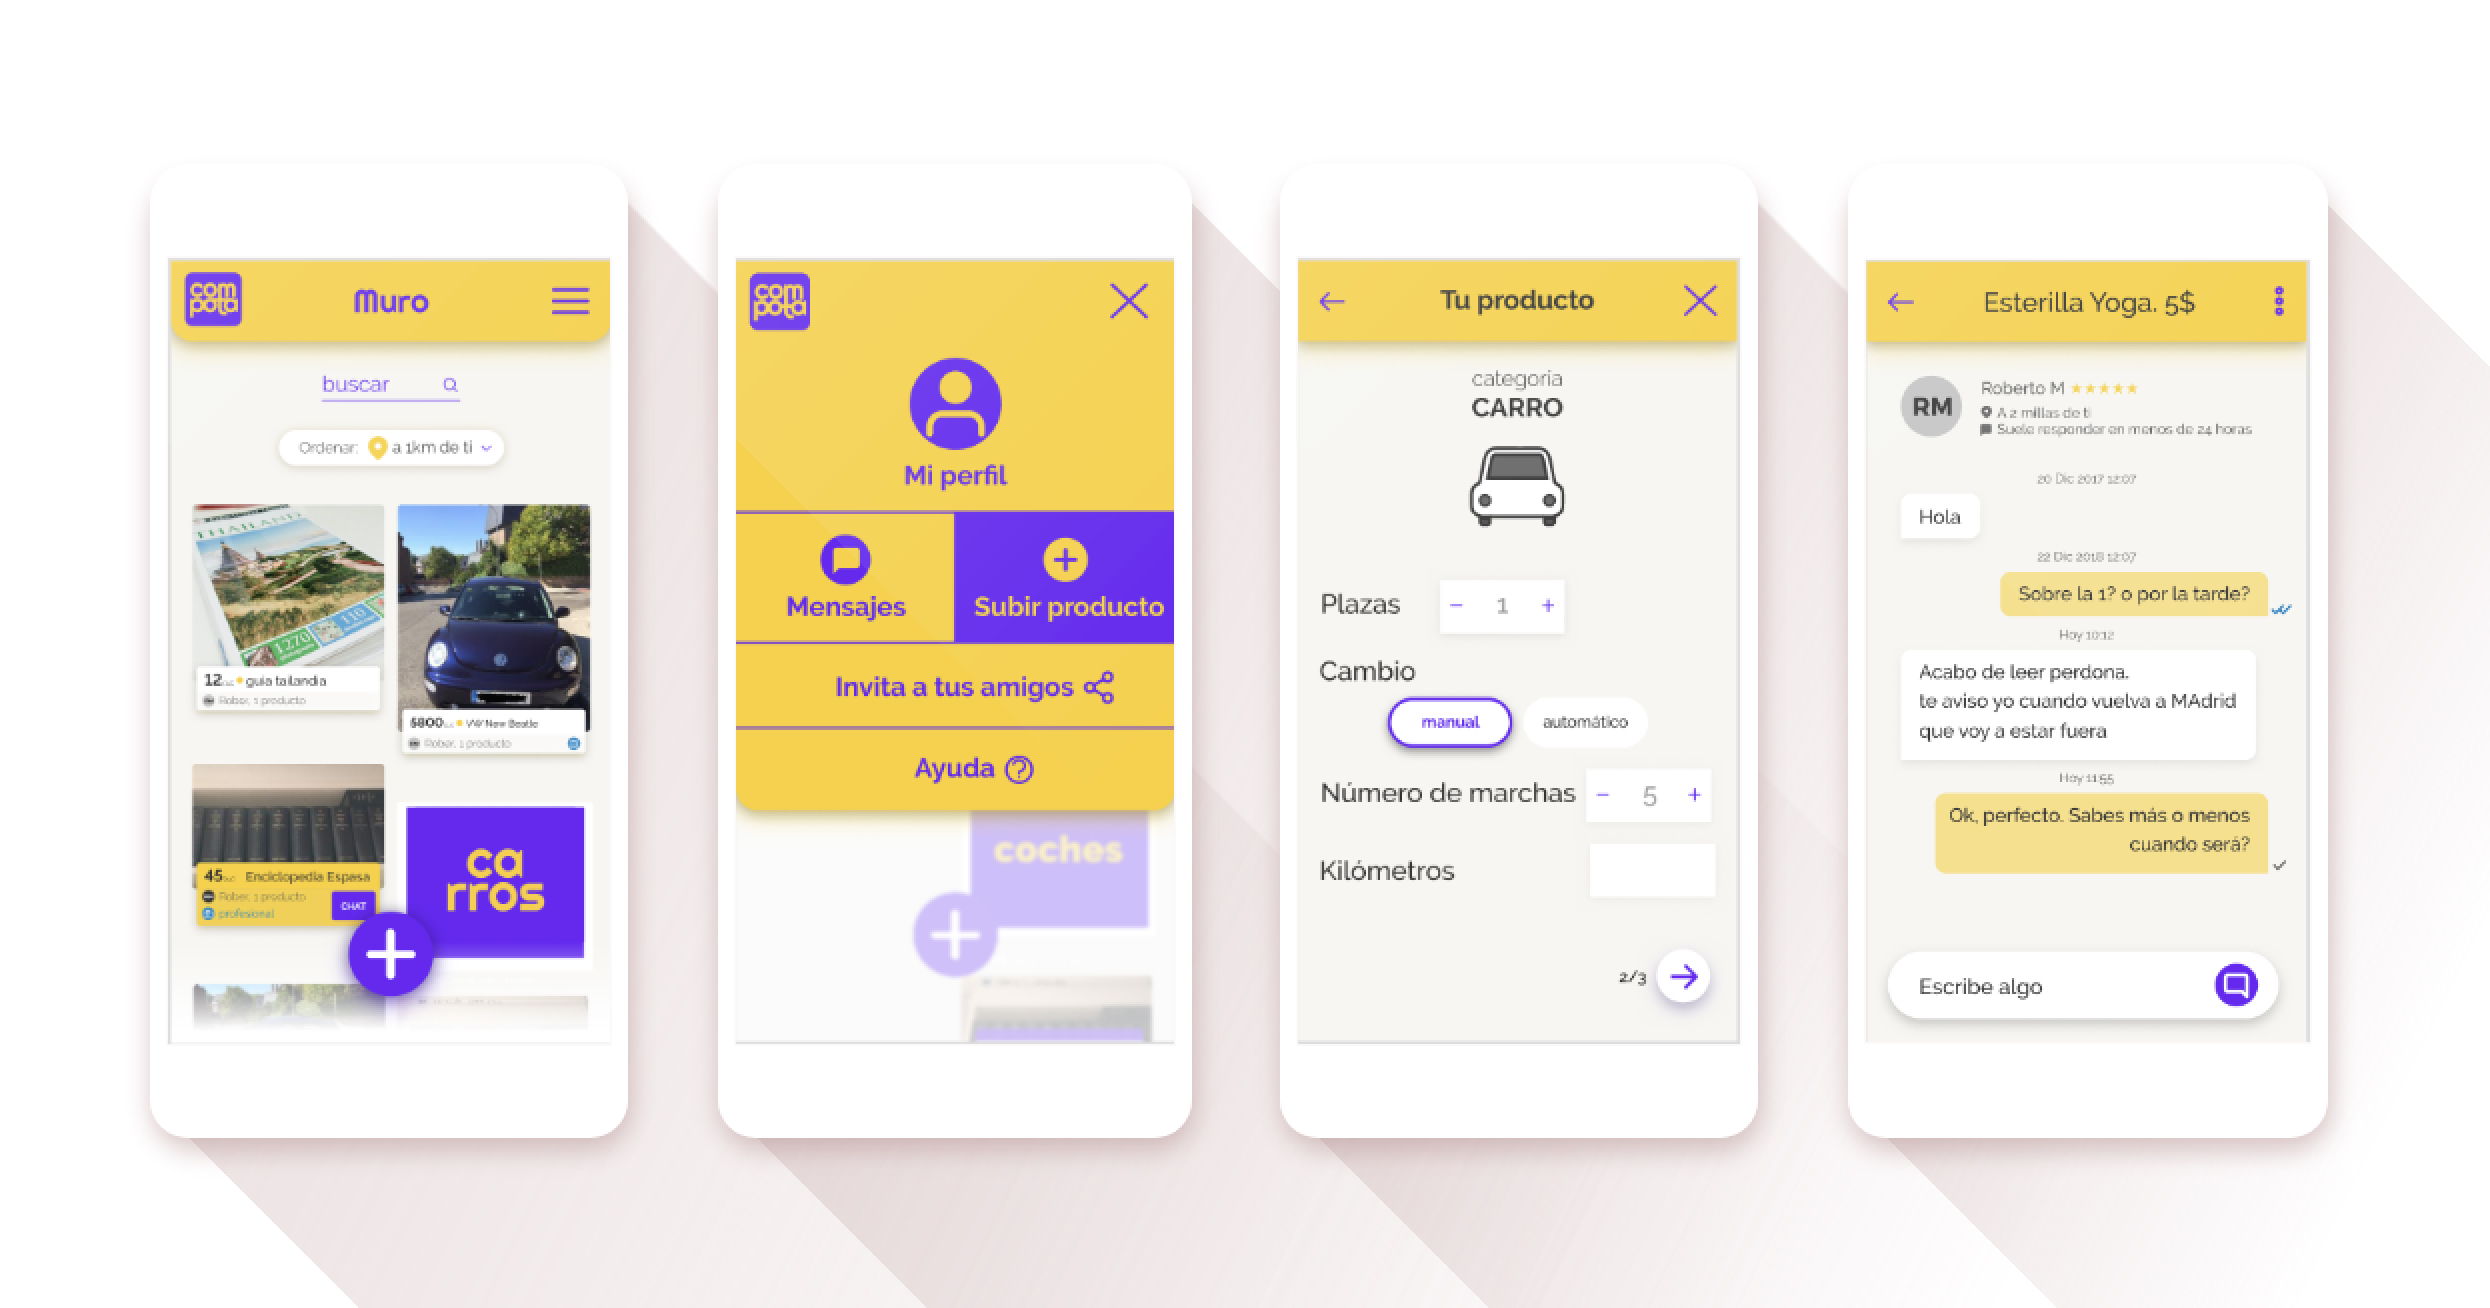 com
pota
Muro
buscar
Ordenar: a 1km de ti
THAILAND
1270
110
12 guia tailandia
Rober, 1 producto
5800 VW New Beatle
Rober, 1 producto
45 Enciclopedia Espasa
Rober, 1 producto
profesional
CHAT
ca
rros
com
pota
Mi perfil
Mensajes
Subir producto
Invita a tus amigos
Ayuda
coches
Tu producto
categoria
CARRO
Plazas
− 1 +
Cambio
manual
automático
Número de marchas
− 5 +
Kilómetros
2/3
Esterilla Yoga. 5$
RM
Roberto M
A 2 millas de ti
Suele responder en menos de 24 horas
20 Dic 2017 12:07
Hola
22 Dic 2018 12:07
Sobre la 1? o por la tarde?
Hoy 10:12
Acabo de leer perdona.
te aviso yo cuando vuelva a MAdrid
que voy a estar fuera
Hoy 11:55
Ok, perfecto. Sabes más o menos
cuando será?
Escribe algo